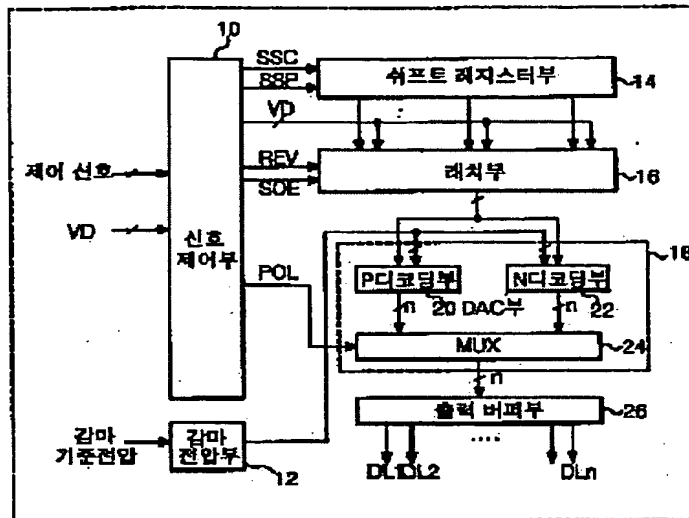 10
SSC
SSP
쉬프트 레지스터부
14
VD
REV
SOE
래치부
16
제어 신호
VD
신호
제어부
POL
18
P디코딩부
N디코딩부
20
DAC부
22
n
n
MUX
24
n
출력 버퍼부
26
감마
기준전압
감마
전압부
12
DL1
DL2
....
DLn